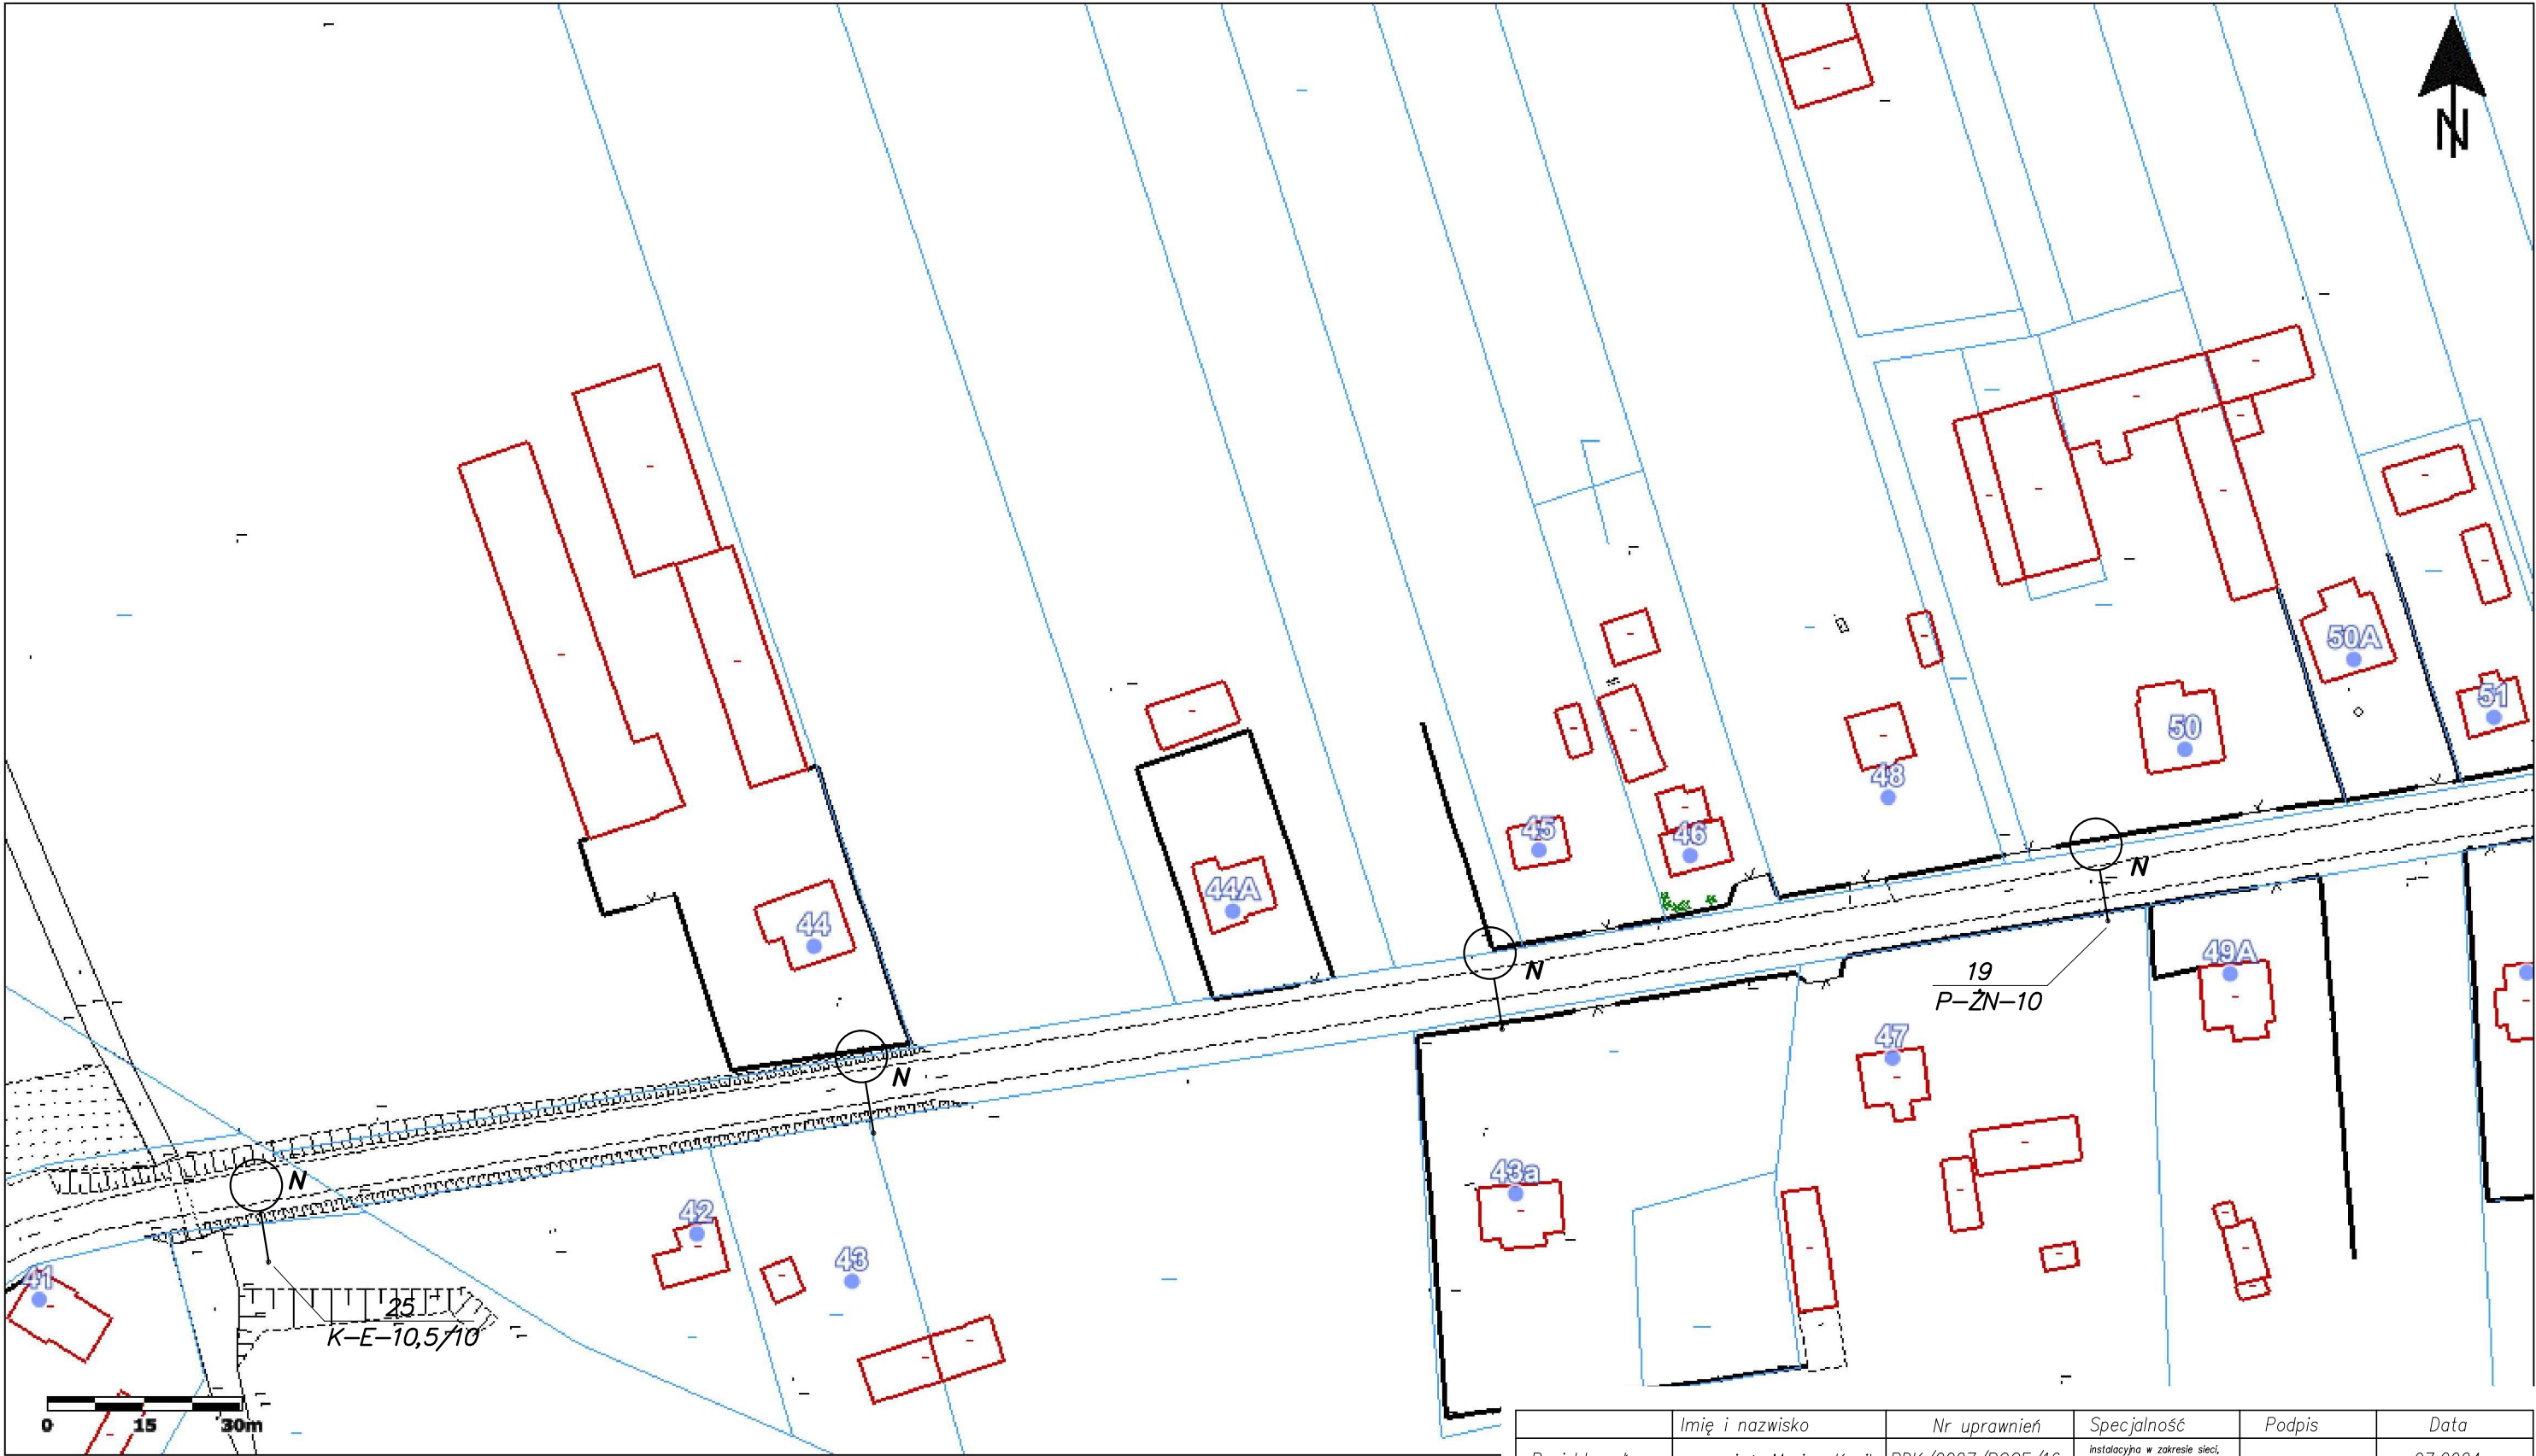 N
50A
51
50
48
45
46
44A
44
N
N
49A
19
P-ŻN-10
47
N
N
43a
42
43
41
25
K-E-10,5/10
0 15 30m
Imię i nazwisko Nr uprawnień Specjalność Podpis Data
instalacyjna w zakresie sieci,